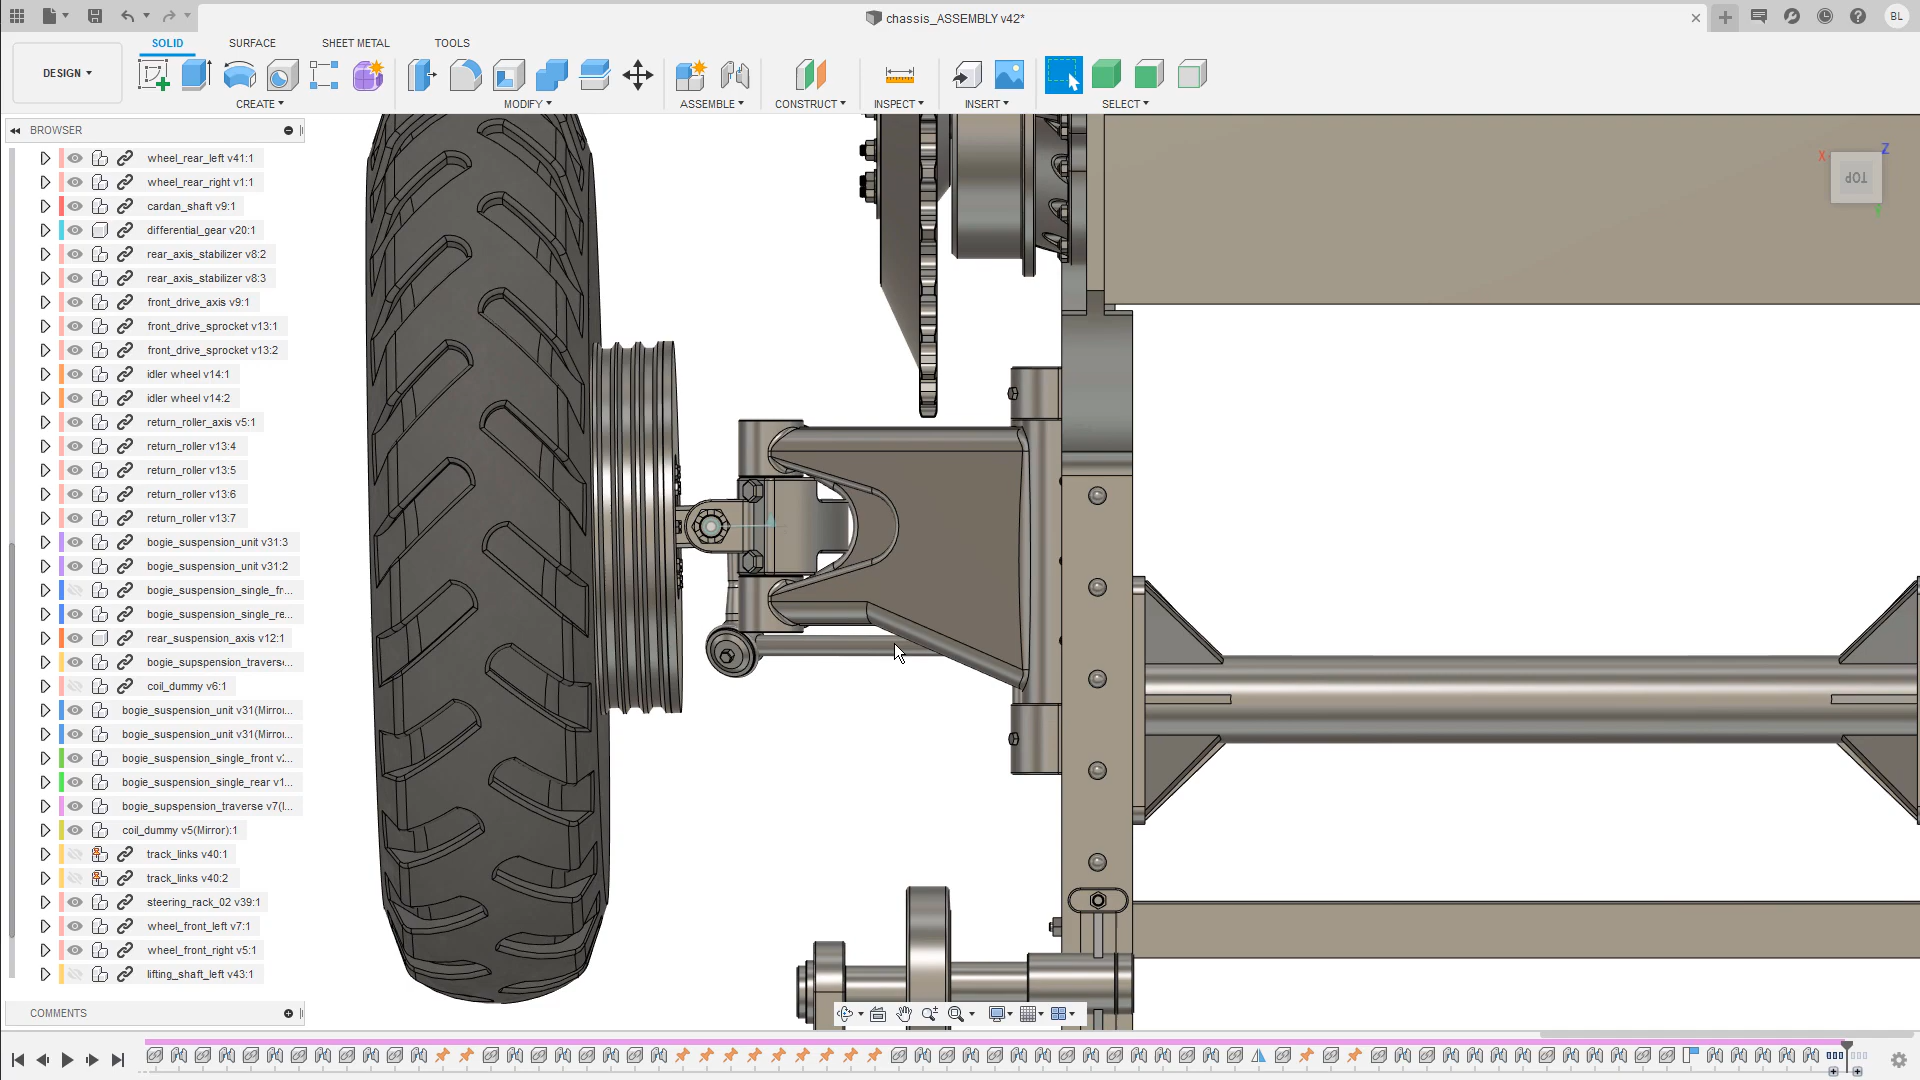 chassis_ASSEMBLY v42*
BL
DESIGN
SOLID SURFACE SHEET METAL TOOLS
CREATE MODIFY ASSEMBLE CONSTRUCT INSPECT INSERT SELECT
BROWSER
wheel_rear_left v41:1
wheel_rear_right v1:1
cardan_shaft v9:1
differential_gear v20:1
rear_axis_stabilizer v8:2
rear_axis_stabilizer v8:3
front_drive_axis v9:1
front_drive_sprocket v13:1
front_drive_sprocket v13:2
idler wheel v14:1
idler wheel v14:2
return_roller_axis v5:1
return_roller v13:4
return_roller v13:5
return_roller v13:6
return_roller v13:7
bogie_suspension_unit v31:3
bogie_suspension_unit v31:2
bogie_suspension_single_fr...
bogie_suspension_single_re...
rear_suspension_axis v12:1
bogie_supspension_travers...
coil_dummy v6:1
bogie_suspension_unit v31(Mirro...
bogie_suspension_unit v31(Mirro...
bogie_suspension_single_front v...
bogie_suspension_single_rear v1...
bogie_supspension_traverse v7(I...
coil_dummy v5(Mirror):1
track_links v40:1
track_links v40:2
steering_rack_02 v39:1
wheel_front_left v7:1
wheel_front_right v5:1
lifting_shaft_left v43:1
COMMENTS
X
Z
TOP
Y